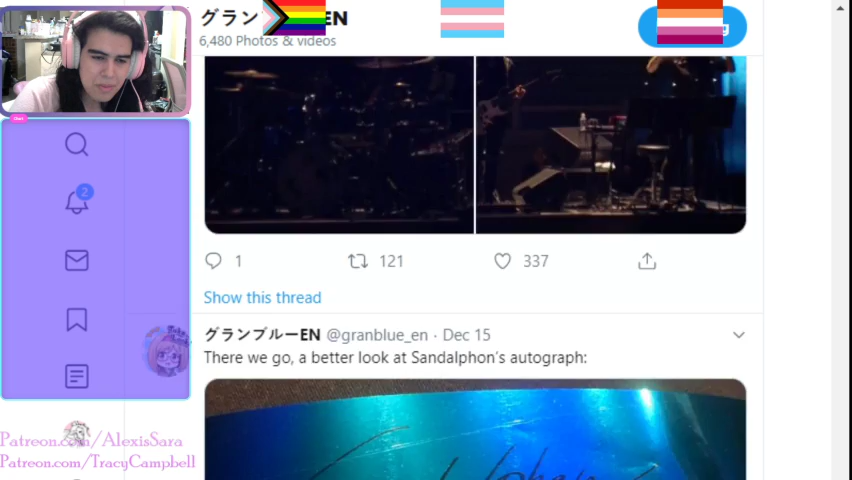 グラン EN
6,480 Photos & videos
Chat
2
1
121
337
Show this thread
グランブルーEN @granblue_en · Dec 15
There we go, a better look at Sandalphon's autograph:
Patreon.com/AlexisSara
Patreon.com/TracyCampbell